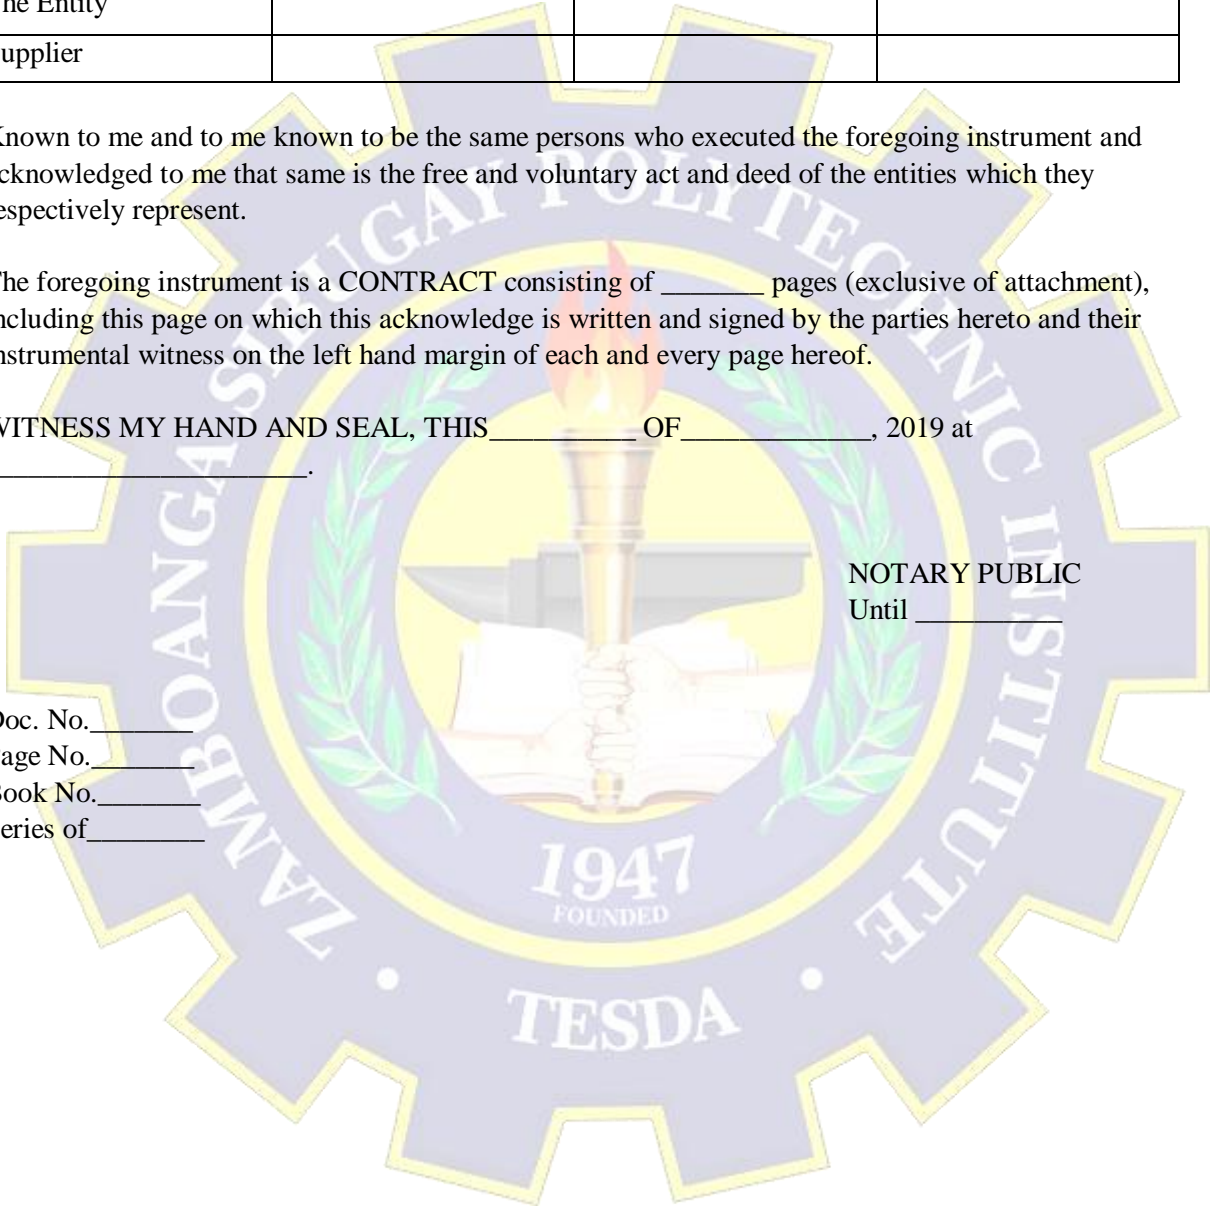 he Entity
upplier
Known to me and to me known to be the same persons who executed the foregoing instrument and
cknowledged to me that same is the free and voluntary act and deed of the entities which they
espectively represent.
The foregoing instrument is a CONTRACT consisting of _______ pages (exclusive of attachment),
ncluding this page on which this acknowledge is written and signed by the parties hereto and their
nstrumental witness on the left hand margin of each and every page hereof.
WITNESS MY HAND AND SEAL, THIS____________ OF_____________, 2019 at
_____________________.
NOTARY PUBLIC
Until __________
Doc. No._______
Page No._______
Book No._______
eries of________
ZAMBOANGA SIBUGAY POLYTECHNIC INSTITUTE
1947
FOUNDED
TESDA